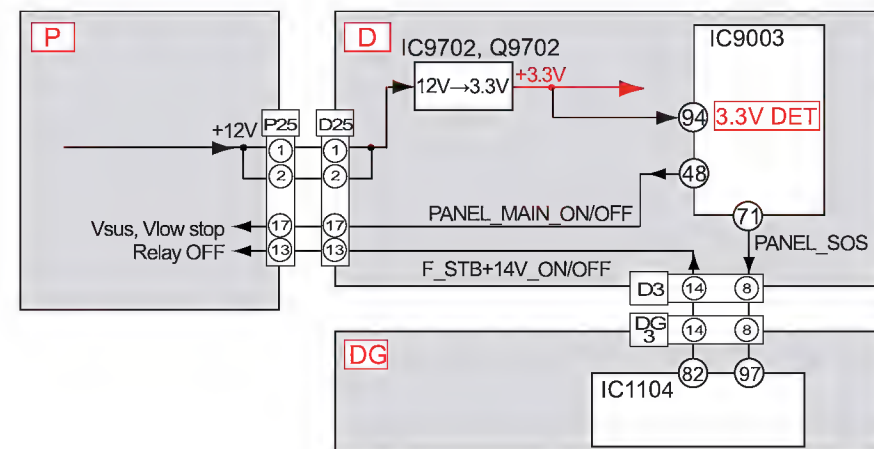 P
D
IC9702, Q9702
12V→3.3V
+3.3V
IC9003
94
3.3V DET
48
71
P25
D25
+12V
1
1
2
2
Vsus, Vlow stop
17
17
PANEL_MAIN_ON/OFF
Relay OFF
13
13
F_STB+14V_ON/OFF
PANEL_SOS
D3
14
8
DG
3
14
8
DG
82
97
IC1104